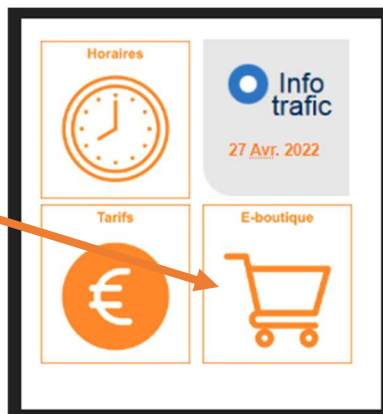 Horaires
Info
trafic
27 Avr. 2022
Tarifs
€
E-boutique